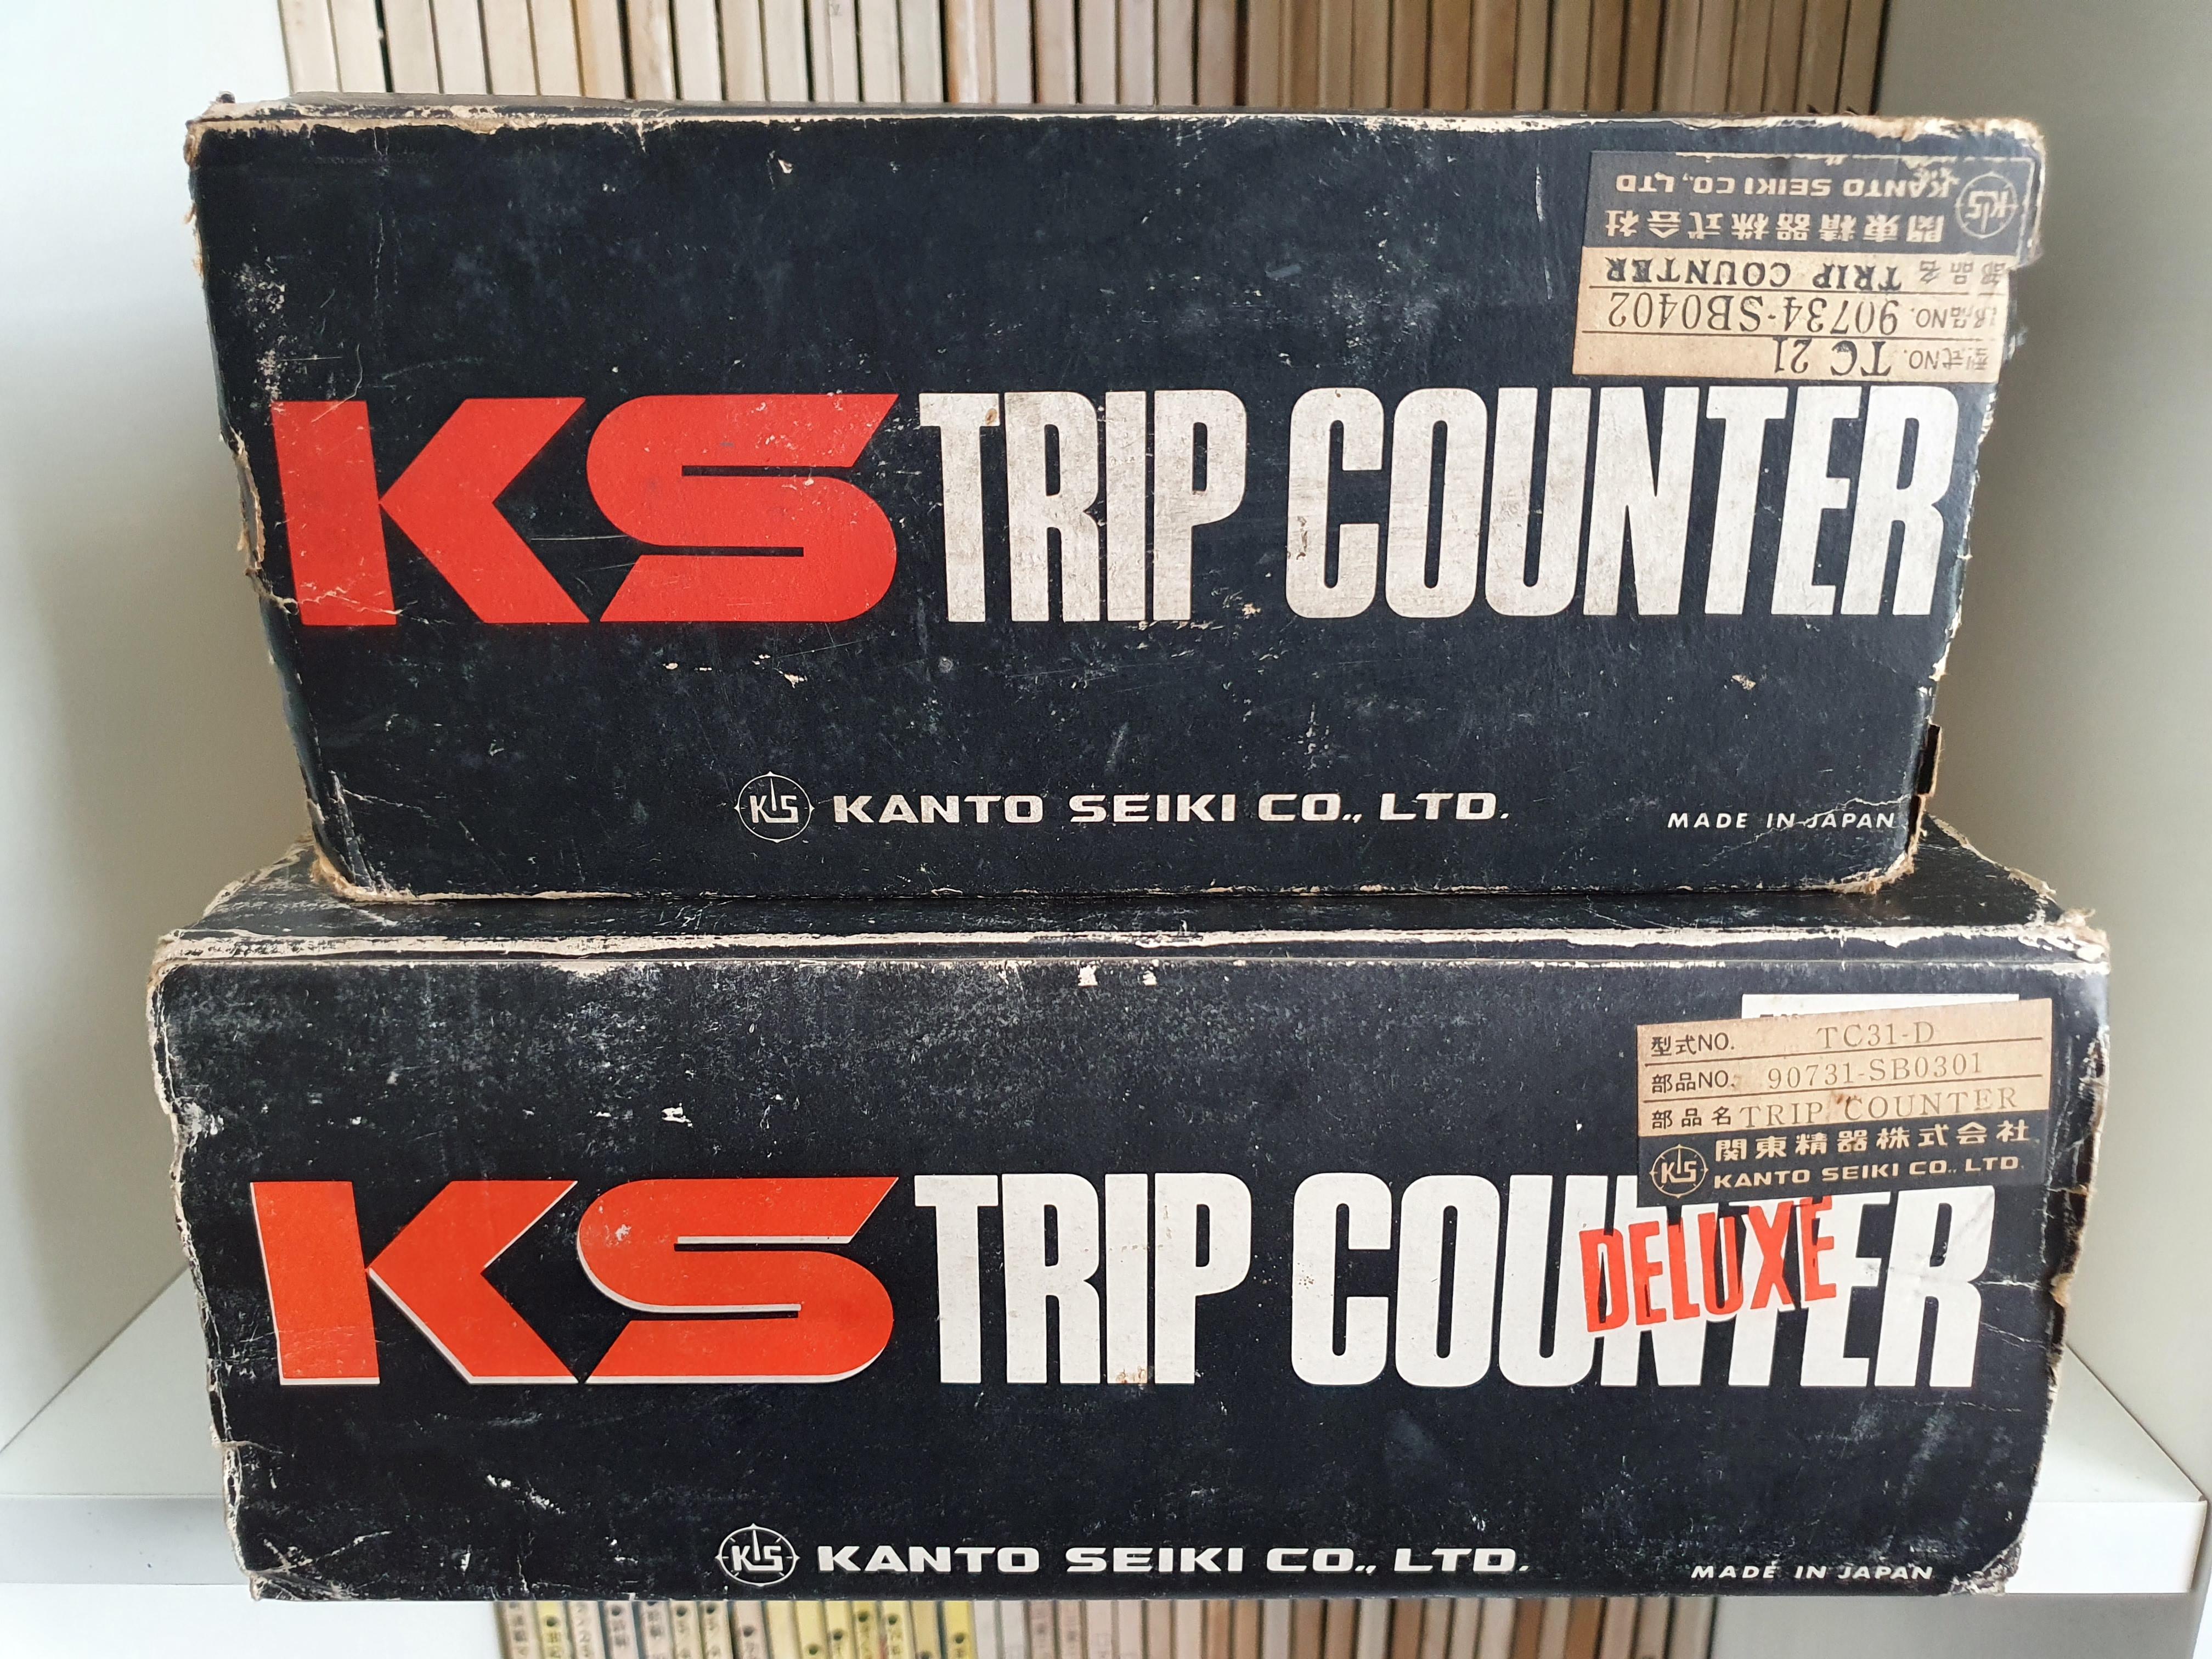 KS KANTO SEIKI CO., LTD
関東精器株式会社
部品名 TRIP COUNTER
部品NO. 90734-SB0402
型式NO. TC 21
KS TRIP COUNTER
KS KANTO SEIKI CO., LTD.
MADE IN JAPAN
型式NO. TC31-D
部品NO. 90731-SB0301
部品名 TRIP COUNTER
関東精器株式会社
KS KANTO SEIKI CO., LTD.
KS TRIP COUNTER
DELUXE
KS KANTO SEIKI CO., LTD.
MADE IN JAPAN